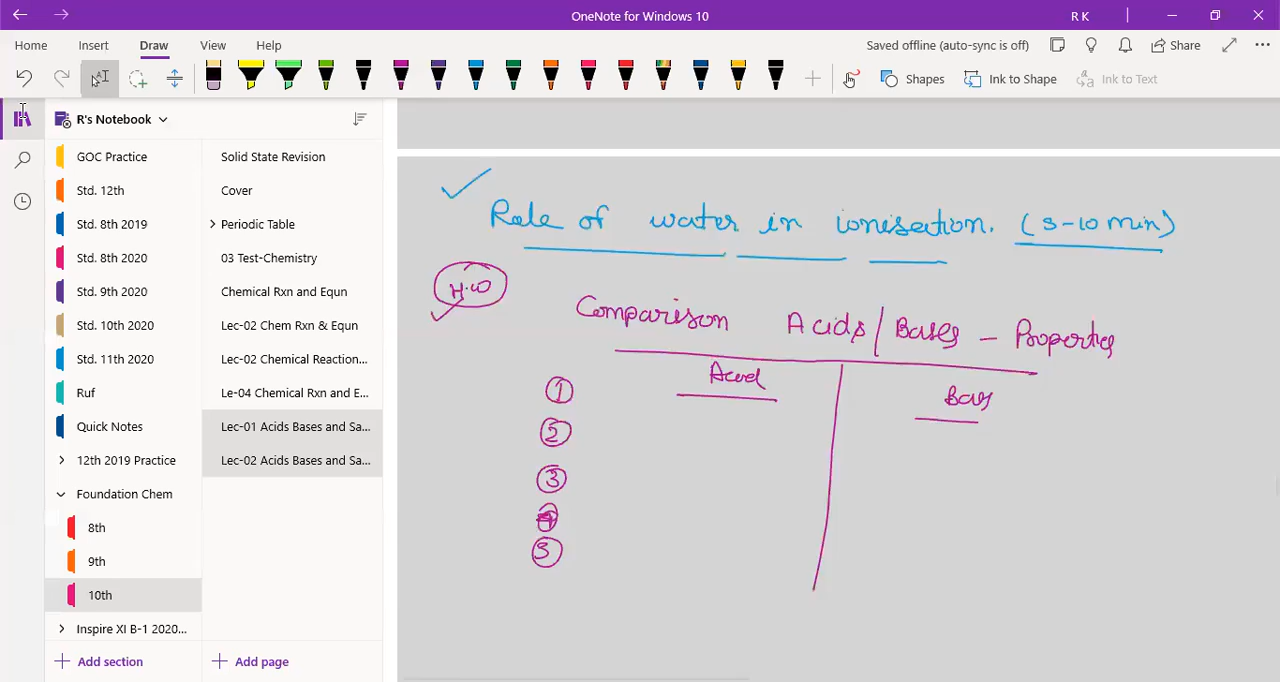 OneNote for Windows 10
R K
Home Insert Draw View Help
Saved offline (auto-sync is off) Share
Shapes Ink to Shape Ink to Text
R's Notebook
GOC Practice
Std. 12th
Std. 8th 2019
Std. 8th 2020
Std. 9th 2020
Std. 10th 2020
Std. 11th 2020
Ruf
Quick Notes
12th 2019 Practice
Foundation Chem
8th
9th
10th
Inspire XI B-1 2020...
Add section
Solid State Revision
Cover
Periodic Table
03 Test-Chemistry
Chemical Rxn and Equn
Lec-02 Chem Rxn & Equn
Lec-02 Chemical Reaction...
Le-04 Chemical Rxn and E...
Lec-01 Acids Bases and Sa...
Lec-02 Acids Bases and Sa...
Add page
Role of water in ionisation. (5-10 min)
H.W
Comparison Acids/Bases - Properties
Acid
Bases
1
2
3
4
5